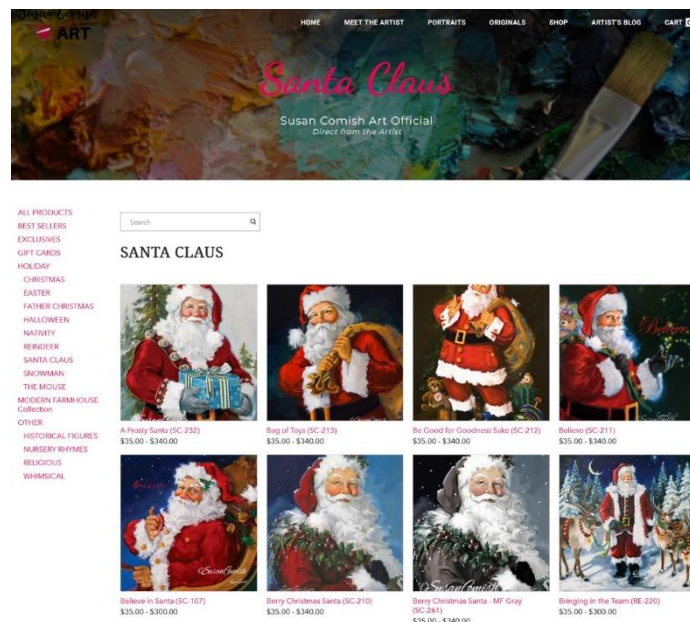 Susan Comish
ART
HOME
MEET THE ARTIST
PORTRAITS
ORIGINALS
SHOP
ARTIST'S BLOG
CART
Santa Claus
Susan Comish Art Official
Direct from the Artist
ALL PRODUCTS
BEST SELLERS
EXCLUSIVES
GIFT CARDS
HOLIDAY
CHRISTMAS
EASTER
FATHER CHRISTMAS
HALLOWEEN
NATIVITY
REINDEER
SANTA CLAUS
SNOWMAN
THE MOUSE
MODERN FARMHOUSE
Collection
OTHER
HISTORICAL FIGURES
NURSERY RHYMES
RELIGIOUS
WHIMSICAL
Search
SANTA CLAUS
A Frosty Santa (SC-232)
$35.00 - $340.00
Bag of Toys (SC-213)
$35.00 - $340.00
Be Good for Goodness Sake (SC-212)
$35.00 - $340.00
Believe
Believe (SC-211)
$35.00 - $340.00
Believe
©SusanComish
Believe in Santa (SC-107)
$35.00 - $300.00
Berry Christmas Santa (SC-210)
$35.00 - $340.00
©SusanComish
Berry Christmas Santa - MF Gray
(SC-261)
$35.00 - $340.00
Bringing in the Team (RE-220)
$35.00 - $300.00